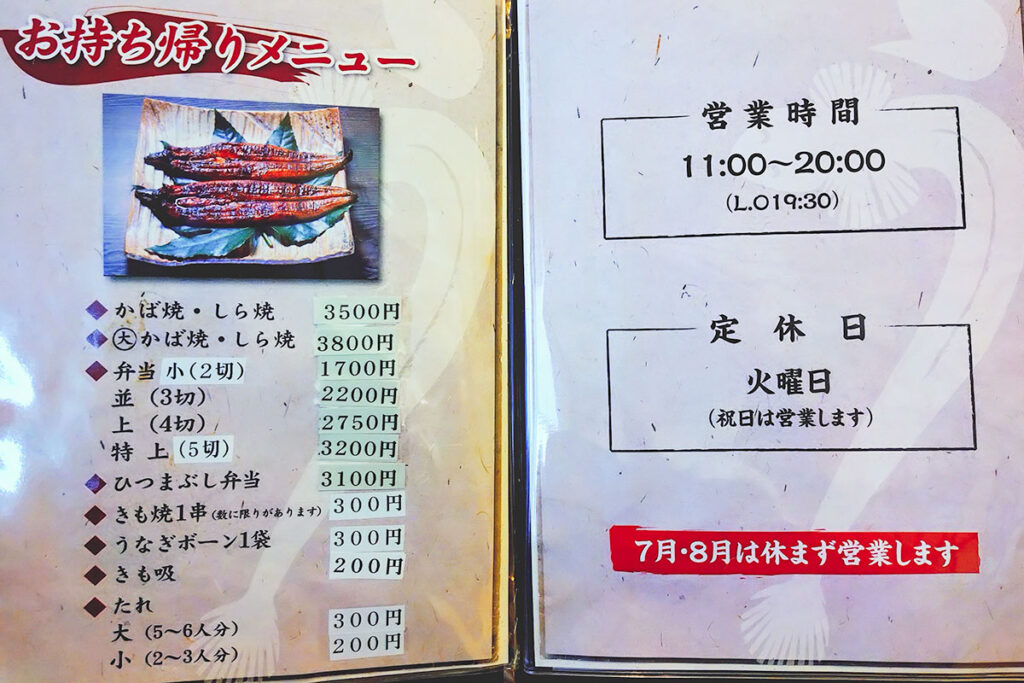 お持ち帰りメニュー
かば焼・しら焼 3500円
大かば焼・しら焼 3800円
弁当 小(2切) 1700円
並(3切) 2200円
上(4切) 2750円
特上(5切) 3200円
ひつまぶし弁当 3100円
きも焼1串(数に限りがあります) 300円
うなぎボーン1袋 300円
きも吸 200円
たれ
大(5〜6人分) 300円
小(2〜3人分) 200円
営業時間
11:00〜20:00
(L.O19:30)
定休日
火曜日
(祝日は営業します)
7月・8月は休まず営業します